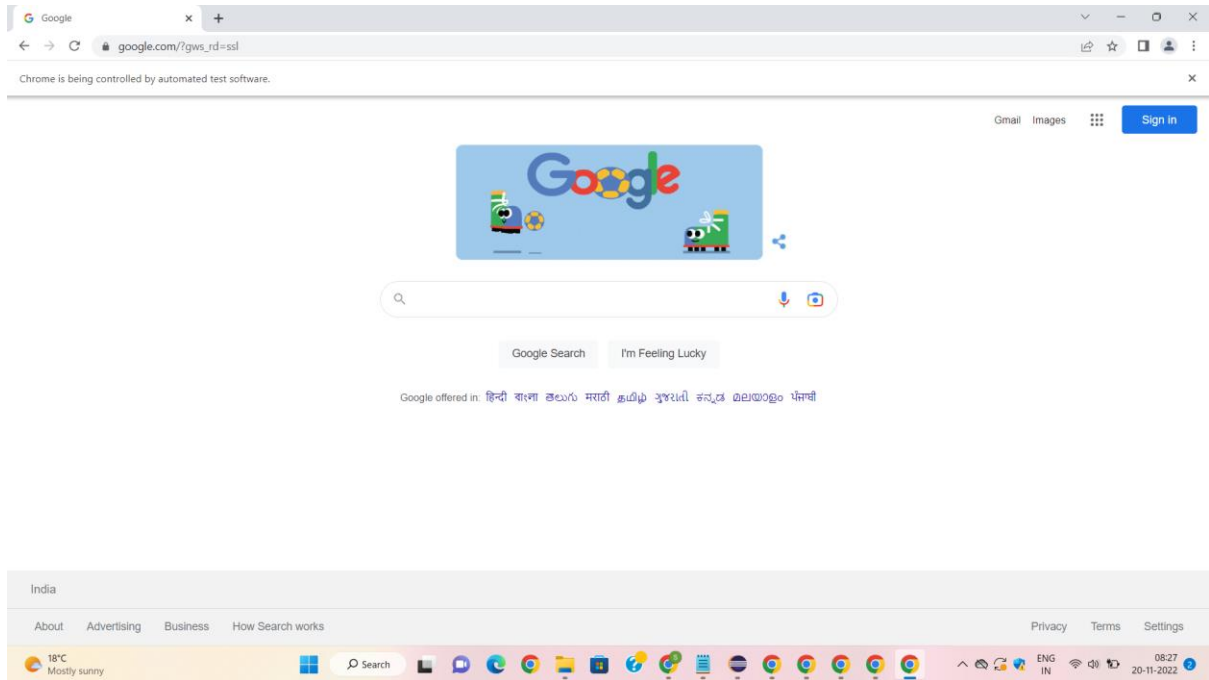 Google
google.com/?gws_rd=ssl
Chrome is being controlled by automated test software.
Gmail Images Sign in
Google
Google Search I'm Feeling Lucky
Google offered in: हिन्दी বাংলা తెలుగు मराठी தமிழ் ગુજરાતી ಕನ್ನಡ മലയാളം ਪੰਜਾਬੀ
India
About Advertising Business How Search works Privacy Terms Settings
18°C
Mostly sunny
Search
ENG
IN
08:27
20-11-2022
2